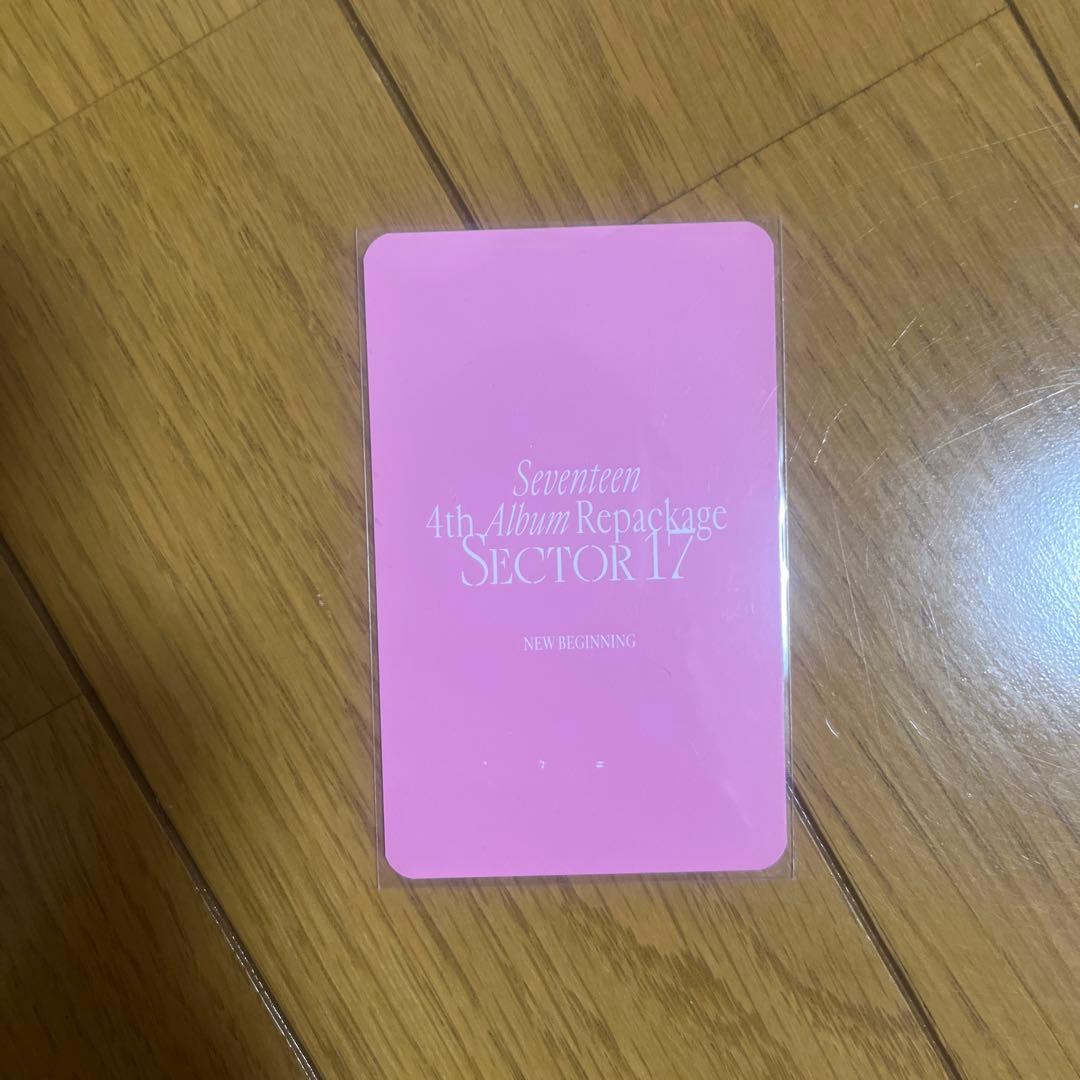 Seventeen
4th Album Repackage
SECTOR 17
NEW BEGINNING